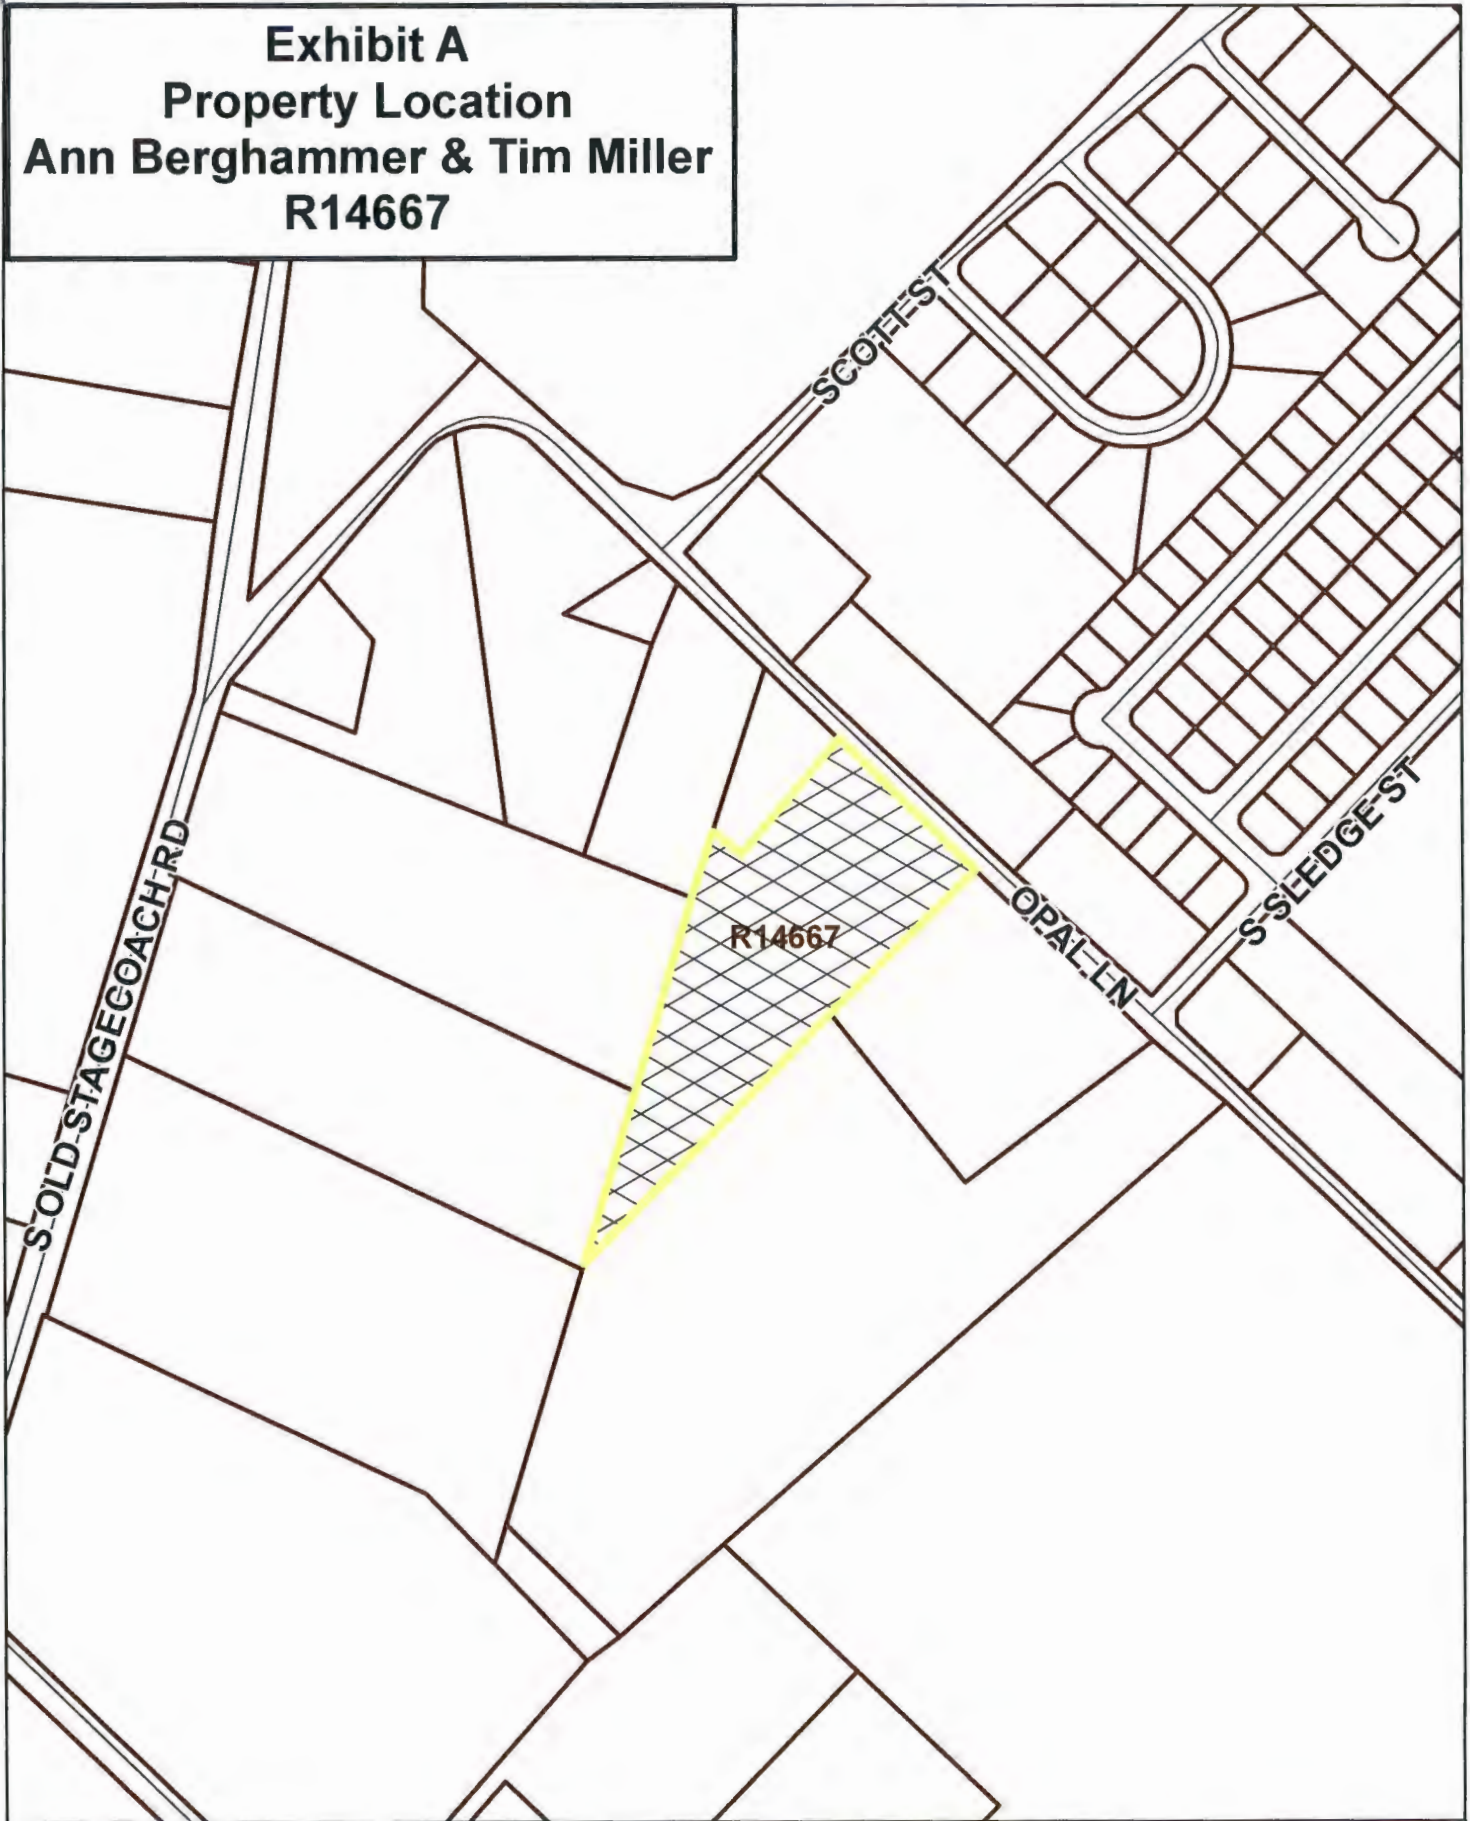 Exhibit A
Property Location
Ann Berghammer & Tim Miller
R14667
SCOTT ST
S OLD STAGECOACH RD
R14667
OPAL LN
S SLEDGE ST